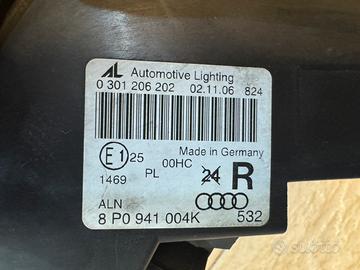 AL Automotive Lighting
0 301 206 202 02.11.06 824
E1 25 00HC Made in Germany
1469 PL 24 R
ALN
8 P0 941 004K 532
subito